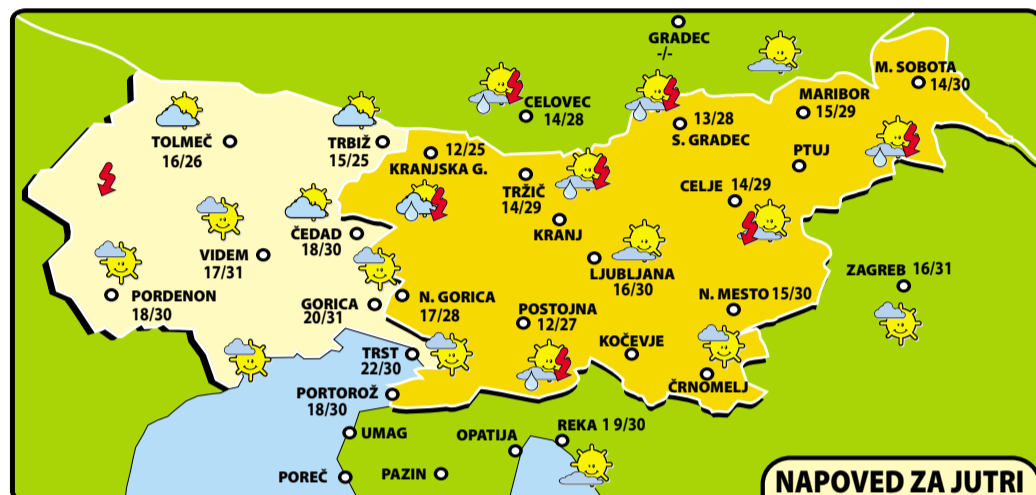 GRADEC
-/-
M. SOBOTA
14/30
CELOVEC
14/28
MARIBOR
15/29
13/28
S. GRADEC
TOLMEČ
16/26
TRBIŽ
15/25
12/25
KRANJSKA G.
PTUJ
TRŽIČ
14/29
CELJE 14/29
KRANJ
ČEDAD
18/30
VIDEM
17/31
LJUBLJANA
16/30
ZAGREB 16/31
PORDENON
18/30
GORICA
20/31
N. GORICA
17/28
POSTOJNA
12/27
N. MESTO 15/30
KOČEVJE
TRST
22/30
ČRNOMELJ
PORTOROŽ
18/30
UMAG
OPATIJA
REKA 1 9/30
POREČ
PAZIN
NAPOVED ZA JUTRI